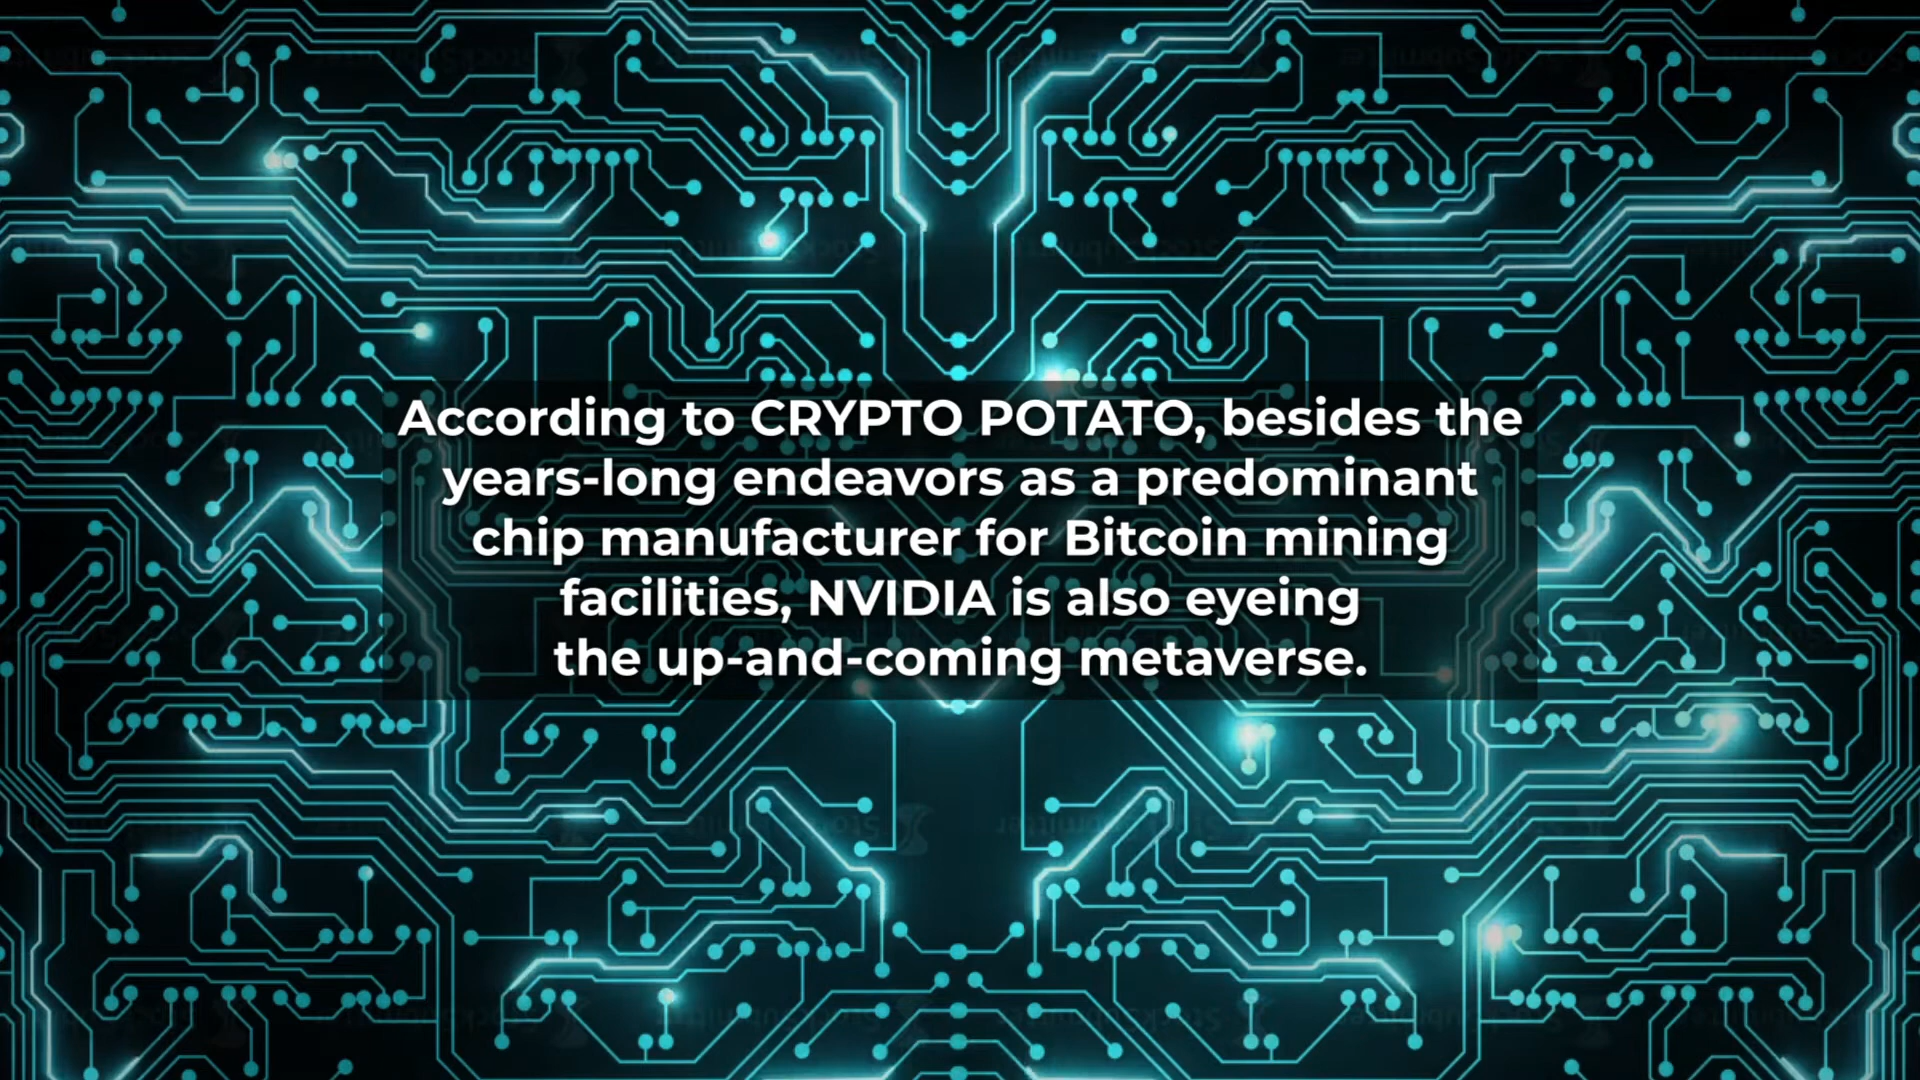 According to CRYPTO POTATO, besides the
years-long endeavors as a predominant
chip manufacturer for Bitcoin mining
facilities, NVIDIA is also eyeing
the up-and-coming metaverse.